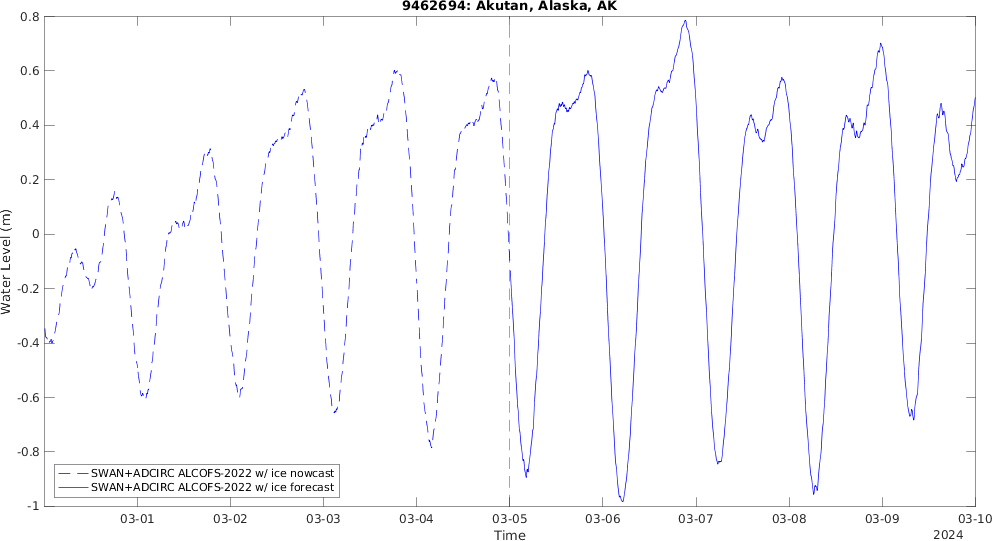 9462694: Akutan, Alaska, AK
Water Level (m)
0.8
0.6
0.4
0.2
0
-0.2
-0.4
-0.6
-0.8
-1
SWAN+ADCIRC ALCOFS-2022 w/ ice nowcast
SWAN+ADCIRC ALCOFS-2022 w/ ice forecast
03-01 03-02 03-03 03-04 03-05 03-06 03-07 03-08 03-09 03-10
Time
2024